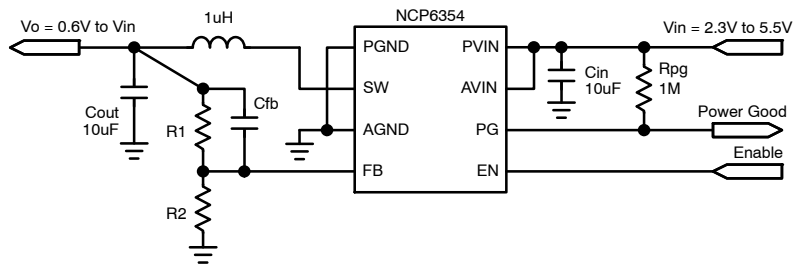 NCP6354
Vo = 0.6V to Vin
1uH
Vin = 2.3V to 5.5V
PGND
PVIN
SW
AVIN
AGND
PG
FB
EN
Cout
10uF
R1
Cfb
R2
Cin
10uF
Rpg
1M
Power Good
Enable